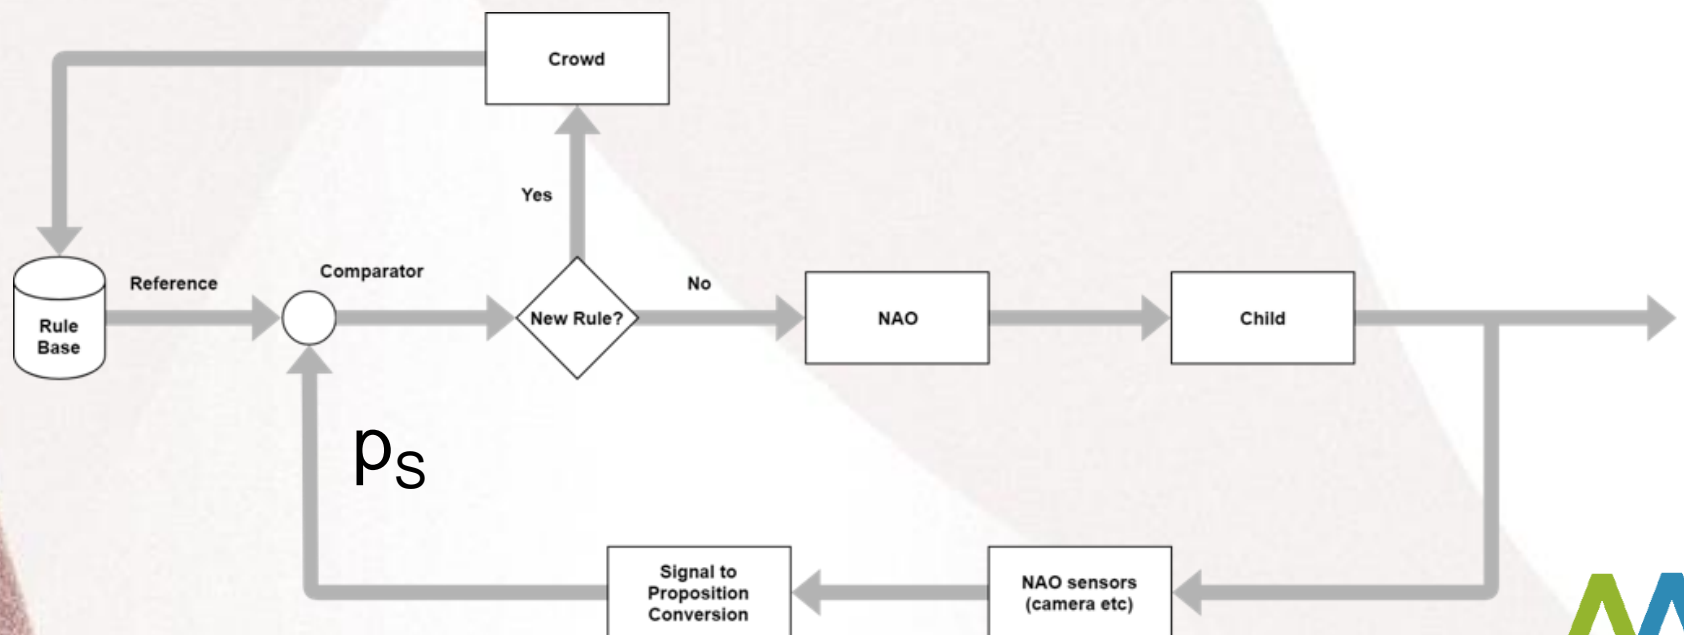 Crowd
Yes
Reference
Comparator
Rule
Base
New Rule?
No
NAO
Child
pS
Signal to
Proposition
Conversion
NAO sensors
(camera etc)